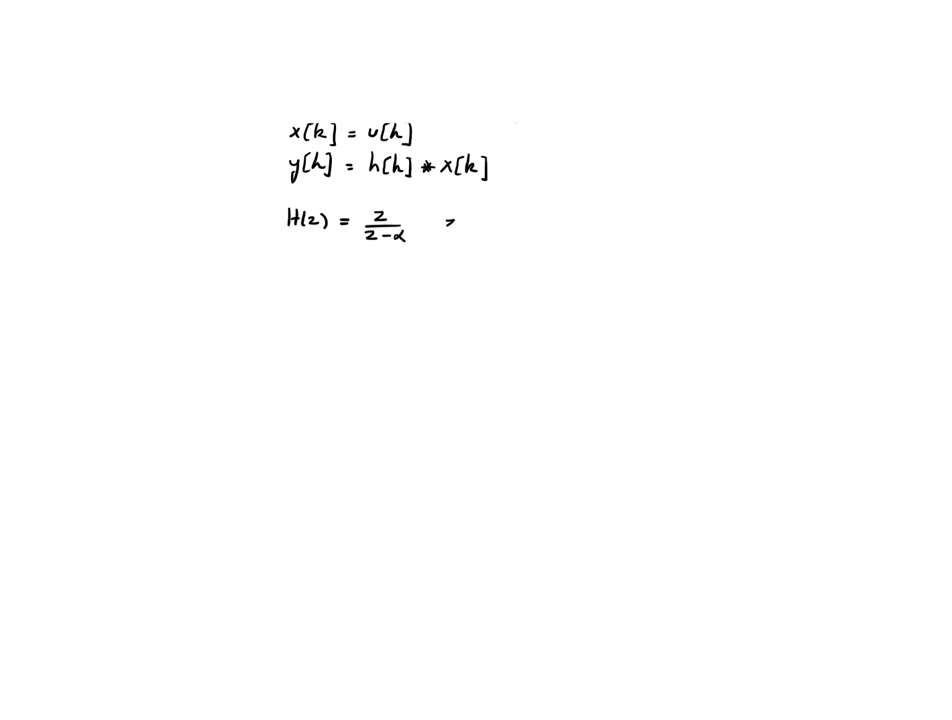 x[k] = u[k]
y[k] = h[k] * x[k]
H(z) = z/(z-α)